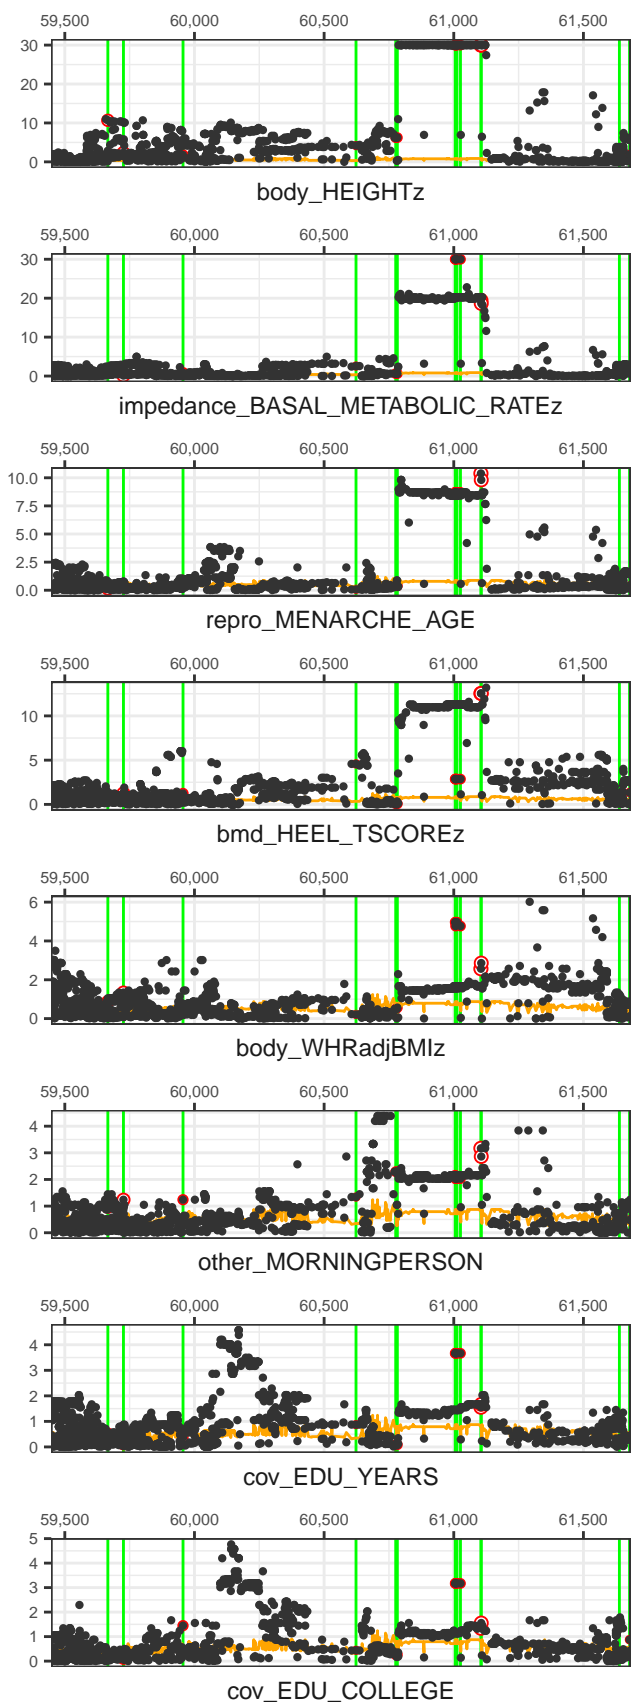 59,500 60,000 60,500 61,000 61,500
30
20
10
0
body_HEIGHTz
59,500 60,000 60,500 61,000 61,500
30
20
10
0
impedance_BASAL_METABOLIC_RATEz
59,500 60,000 60,500 61,000 61,500
10.0
7.5
5.0
2.5
0.0
repro_MENARCHE_AGE
59,500 60,000 60,500 61,000 61,500
10
5
0
bmd_HEEL_TSCOREz
59,500 60,000 60,500 61,000 61,500
6
4
2
0
body_WHRadjBMIz
59,500 60,000 60,500 61,000 61,500
4
3
2
1
0
other_MORNINGPERSON
59,500 60,000 60,500 61,000 61,500
4
3
2
1
0
cov_EDU_YEARS
59,500 60,000 60,500 61,000 61,500
5
4
3
2
1
0
cov_EDU_COLLEGE